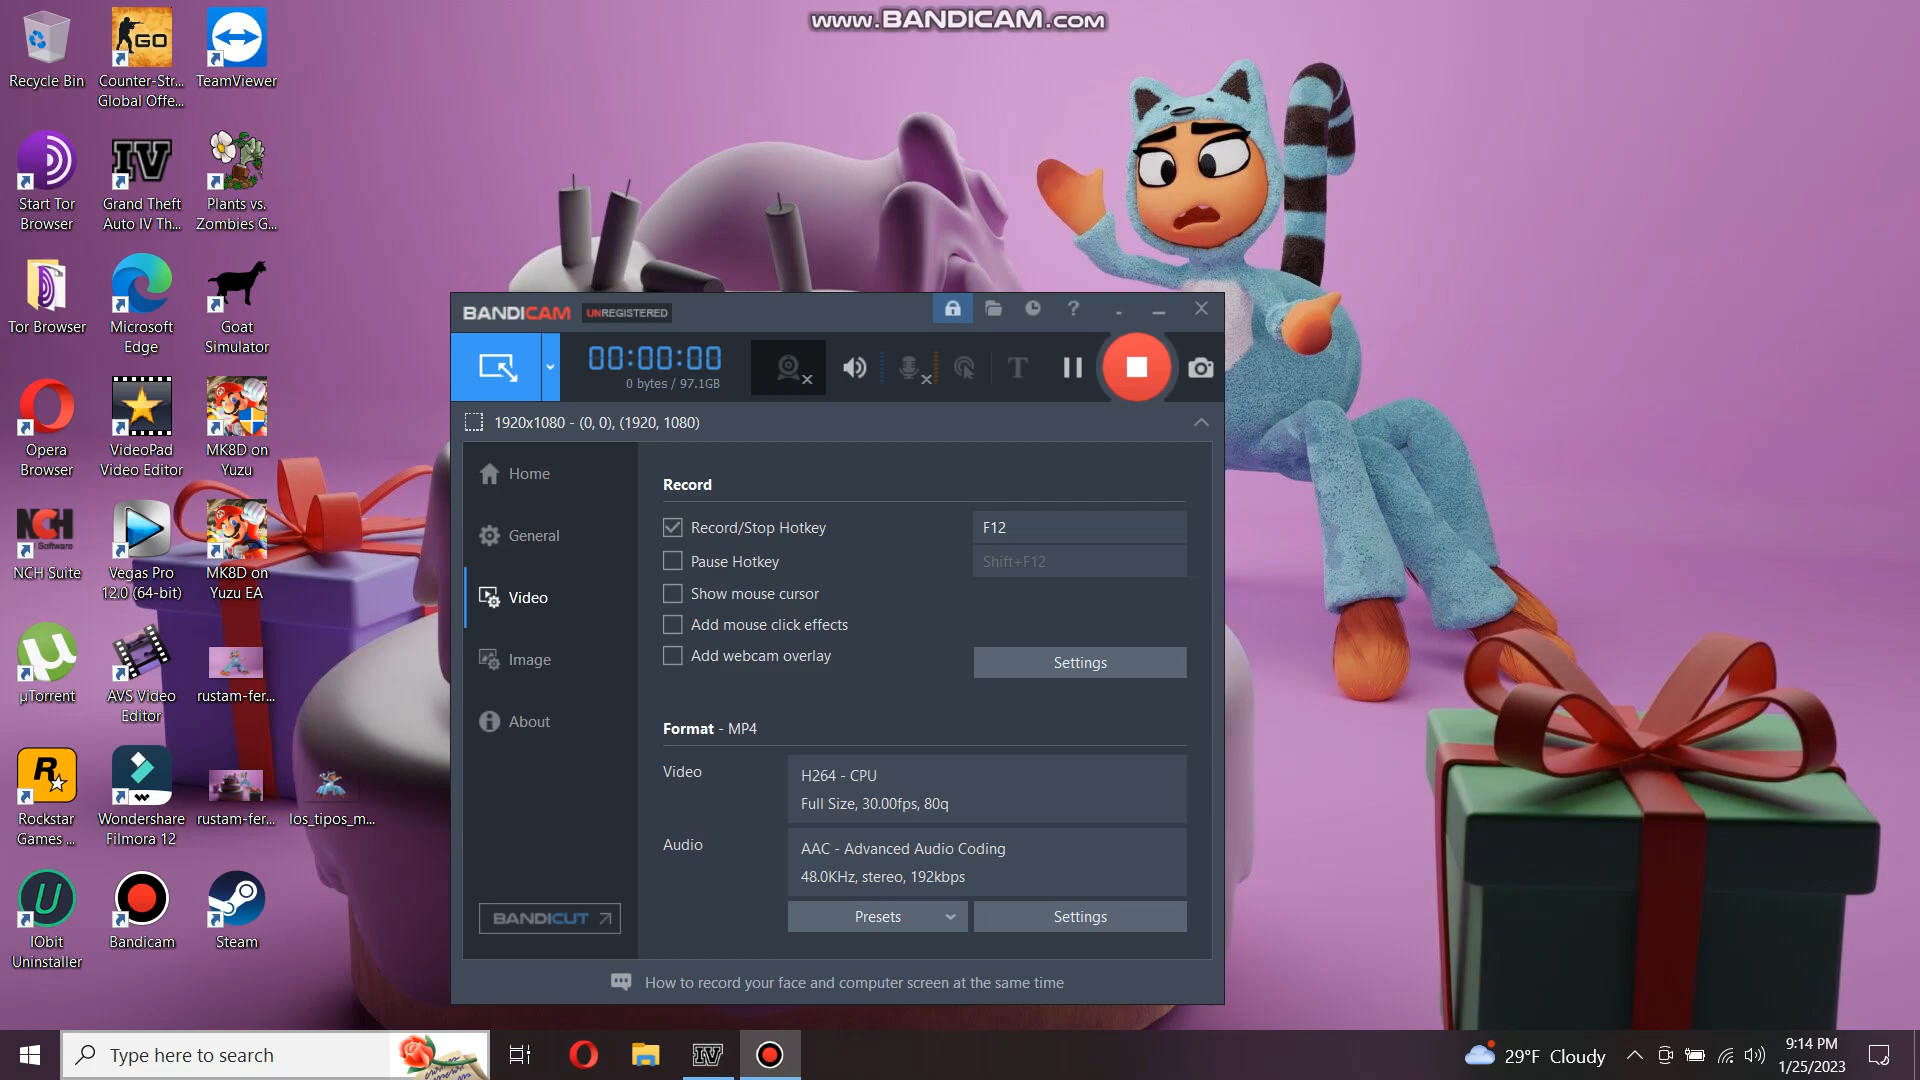 www.BANDICAM.com
Recycle Bin
Counter-Str...
Global Offe...
TeamViewer
Start Tor
Browser
Grand Theft
Auto IV Th...
Plants vs.
Zombies G...
Tor Browser
Microsoft
Edge
Goat
Simulator
Opera
Browser
VideoPad
Video Editor
MK8D on
Yuzu
NCH Suite
Vegas Pro
12.0 (64-bit)
MK8D on
Yuzu EA
µTorrent
AVS Video
Editor
rustam-fer...
Rockstar
Games ...
Wondershare
Filmora 12
rustam-fer...
los_tipos_m...
IObit
Uninstaller
Bandicam
Steam
GO
IV
NCH
Software
BANDICAM UNREGISTERED
00:00:00
0 bytes / 97.1GB
1920x1080 - (0, 0), (1920, 1080)
Home
General
Video
Image
About
BANDICUT
Record
Record/Stop Hotkey F12
Pause Hotkey Shift+F12
Show mouse cursor
Add mouse click effects
Add webcam overlay
Settings
Format - MP4
Video
H264 - CPU
Full Size, 30.00fps, 80q
Audio
AAC - Advanced Audio Coding
48.0KHz, stereo, 192kbps
Presets
Settings
How to record your face and computer screen at the same time
Type here to search
IV
29°F Cloudy
9:14 PM
1/25/2023